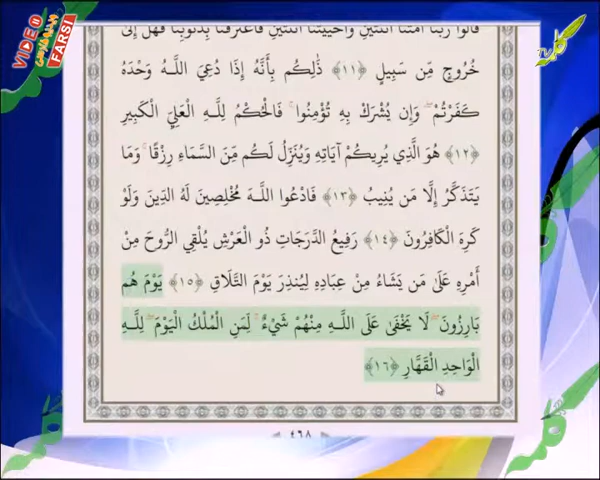 قَالُوا رَبَّنَا أَمَتَّنَا اثْنَتَيْنِ وَأَحْيَيْتَنَا اثْنَتَيْنِ فَاعْتَرَفْنَا بِذُنُوبِنَا فَهَلْ إِلَىٰ
خُرُوجٍ مِّن سَبِيلٍ ﴿١١﴾ ذَٰلِكُم بِأَنَّهُ إِذَا دُعِيَ اللَّهُ وَحْدَهُ
كَفَرْتُمْ ۖ وَإِن يُشْرَكْ بِهِ تُؤْمِنُوا ۚ فَالْحُكْمُ لِلَّهِ الْعَلِيِّ الْكَبِيرِ
﴿١٢﴾ هُوَ الَّذِي يُرِيكُمْ آيَاتِهِ وَيُنَزِّلُ لَكُم مِّنَ السَّمَاءِ رِزْقًا ۚ وَمَا
يَتَذَكَّرُ إِلَّا مَن يُنِيبُ ﴿١٣﴾ فَادْعُوا اللَّهَ مُخْلِصِينَ لَهُ الدِّينَ وَلَوْ
كَرِهَ الْكَافِرُونَ ﴿١٤﴾ رَفِيعُ الدَّرَجَاتِ ذُو الْعَرْشِ يُلْقِي الرُّوحَ مِنْ
أَمْرِهِ عَلَىٰ مَن يَشَاءُ مِنْ عِبَادِهِ لِيُنذِرَ يَوْمَ التَّلَاقِ ﴿١٥﴾ يَوْمَ هُم
بَارِزُونَ ۖ لَا يَخْفَىٰ عَلَى اللَّهِ مِنْهُمْ شَيْءٌ ۚ لِّمَنِ الْمُلْكُ الْيَوْمَ ۖ لِلَّهِ
الْوَاحِدِ الْقَهَّارِ ﴿١٦﴾
٤٦٨
VIDEO
FARSI